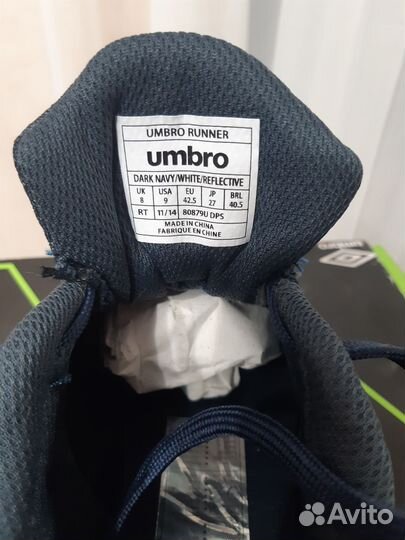 UMBRO RUNNER
umbro
DARK NAVY/WHITE/REFLECTIVE
UK USA EU JP BRL
8 9 42.5 27 40.5
RT 11/14 80879U DPS
MADE IN CHINA
FABRIQUE EN CHINE
UMBRO
Avito